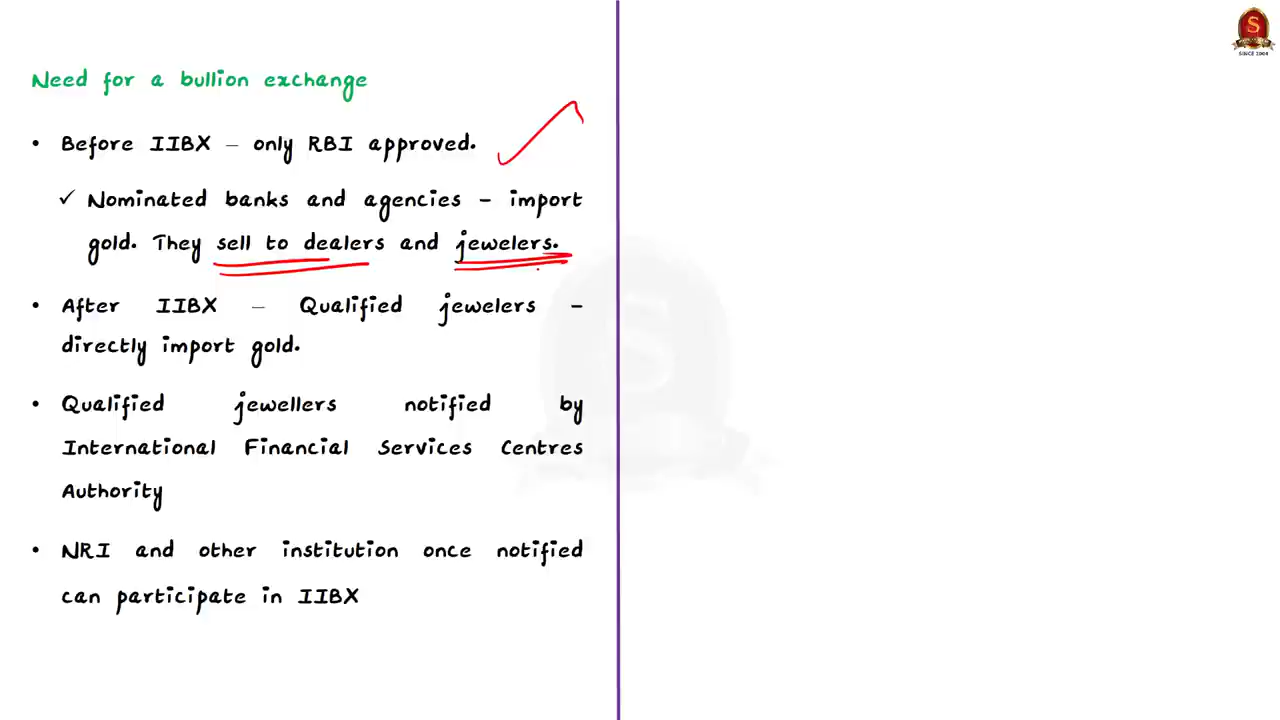 Need for a bullion exchange
• Before IIBX – only RBI approved.
✓ Nominated banks and agencies – import
gold. They sell to dealers and jewelers.
• After IIBX – Qualified jewelers –
directly import gold.
• Qualified jewellers notified by
International Financial Services Centres
Authority
• NRI and other institution once notified
can participate in IIBX
S
SINCE 2004